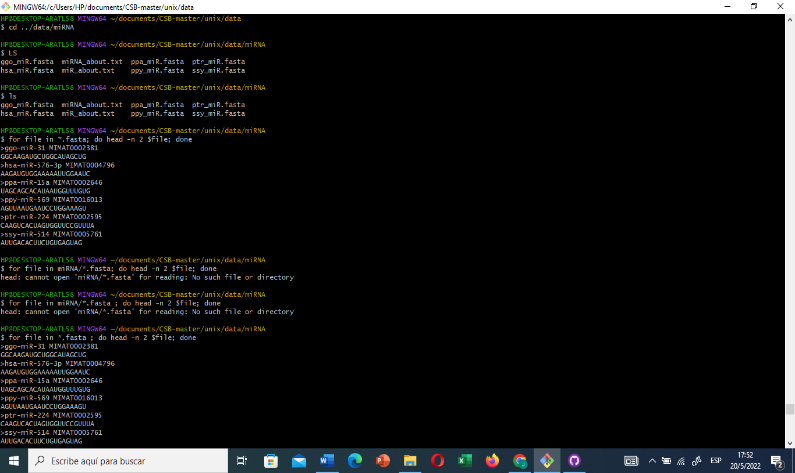 MINGW64:/c/Users/HP/documents/CSB-master/unix/data
HP@DESKTOP-ARATL58 MINGW64 ~/documents/CSB-master/unix/data
$ cd ../data/miRNA
HP@DESKTOP-ARATL58 MINGW64 ~/documents/CSB-master/unix/data/miRNA
$ LS
ggo_miR.fasta  miRNA_about.txt  ppa_miR.fasta  ptr_miR.fasta
hsa_miR.fasta  miR_about.txt    ppy_miR.fasta  ssy_miR.fasta
HP@DESKTOP-ARATL58 MINGW64 ~/documents/CSB-master/unix/data/miRNA
$ ls
ggo_miR.fasta  miRNA_about.txt  ppa_miR.fasta  ptr_miR.fasta
hsa_miR.fasta  miR_about.txt    ppy_miR.fasta  ssy_miR.fasta
HP@DESKTOP-ARATL58 MINGW64 ~/documents/CSB-master/unix/data/miRNA
$ for file in *.fasta; do head -n 2 $file; done
>ggo-miR-31 MIMAT0002381
GGCAAGAUGCUGGCAUAGCUG
>hsa-miR-576-3p MIMAT0004796
AAGAUGUGGAAAAAUUGGAAUC
>ppa-miR-15a MIMAT0002646
UAGCAGCACAUAAUGGUUUGUG
>ppy-miR-569 MIMAT0016013
AGUUAAUGAAUCCUGGAAAGU
>ptr-miR-224 MIMAT0002595
CAAGUCACUAGUGGUUCCGUUUA
>ssy-miR-514 MIMAT0005761
AUUGACACUUCUGUGAGUAG
HP@DESKTOP-ARATL58 MINGW64 ~/documents/CSB-master/unix/data/miRNA
$ for file in miRNA/*.fasta; do head -n 2 $file; done
head: cannot open 'miRNA/*.fasta' for reading: No such file or directory
HP@DESKTOP-ARATL58 MINGW64 ~/documents/CSB-master/unix/data/miRNA
$ for file in miRNA/*.fasta ; do head -n 2 $file; done
head: cannot open 'miRNA/*.fasta' for reading: No such file or directory
HP@DESKTOP-ARATL58 MINGW64 ~/documents/CSB-master/unix/data/miRNA
$ for file in *.fasta ; do head -n 2 $file; done
>ggo-miR-31 MIMAT0002381
GGCAAGAUGCUGGCAUAGCUG
>hsa-miR-576-3p MIMAT0004796
AAGAUGUGGAAAAAUUGGAAUC
>ppa-miR-15a MIMAT0002646
UAGCAGCACAUAAUGGUUUGUG
>ppy-miR-569 MIMAT0016013
AGUUAAUGAAUCCUGGAAAGU
>ptr-miR-224 MIMAT0002595
CAAGUCACUAGUGGUUCCGUUUA
>ssy-miR-514 MIMAT0005761
AUUGACACUUCUGUGAGUAG
Escribe aquí para buscar
ESP
17:52
20/5/2022
2